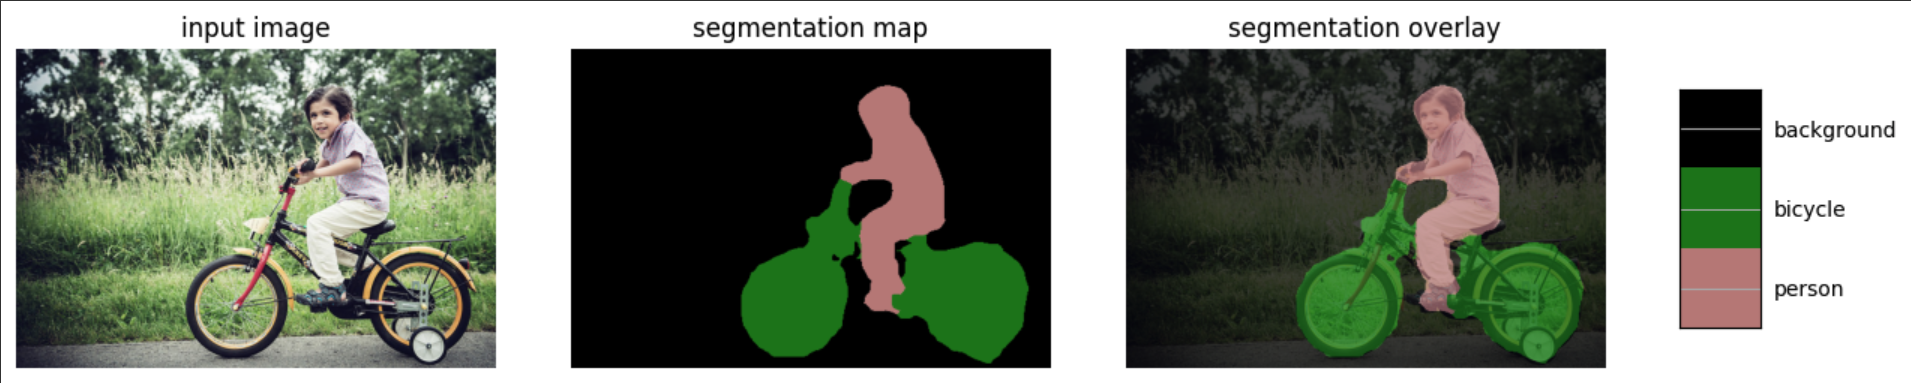 input image
segmentation map
segmentation overlay
background
bicycle
person